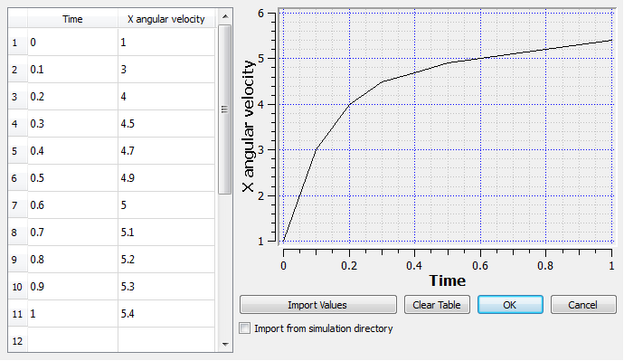 Time X angular velocity
1 0 1
2 0.1 3
3 0.2 4
4 0.3 4.5
5 0.4 4.7
6 0.5 4.9
7 0.6 5
8 0.7 5.1
9 0.8 5.2
10 0.9 5.3
11 1 5.4
12
X angular velocity
6
5
4
3
2
1
0 0.2 0.4 0.6 0.8 1
Time
Import Values Clear Table OK Cancel
Import from simulation directory